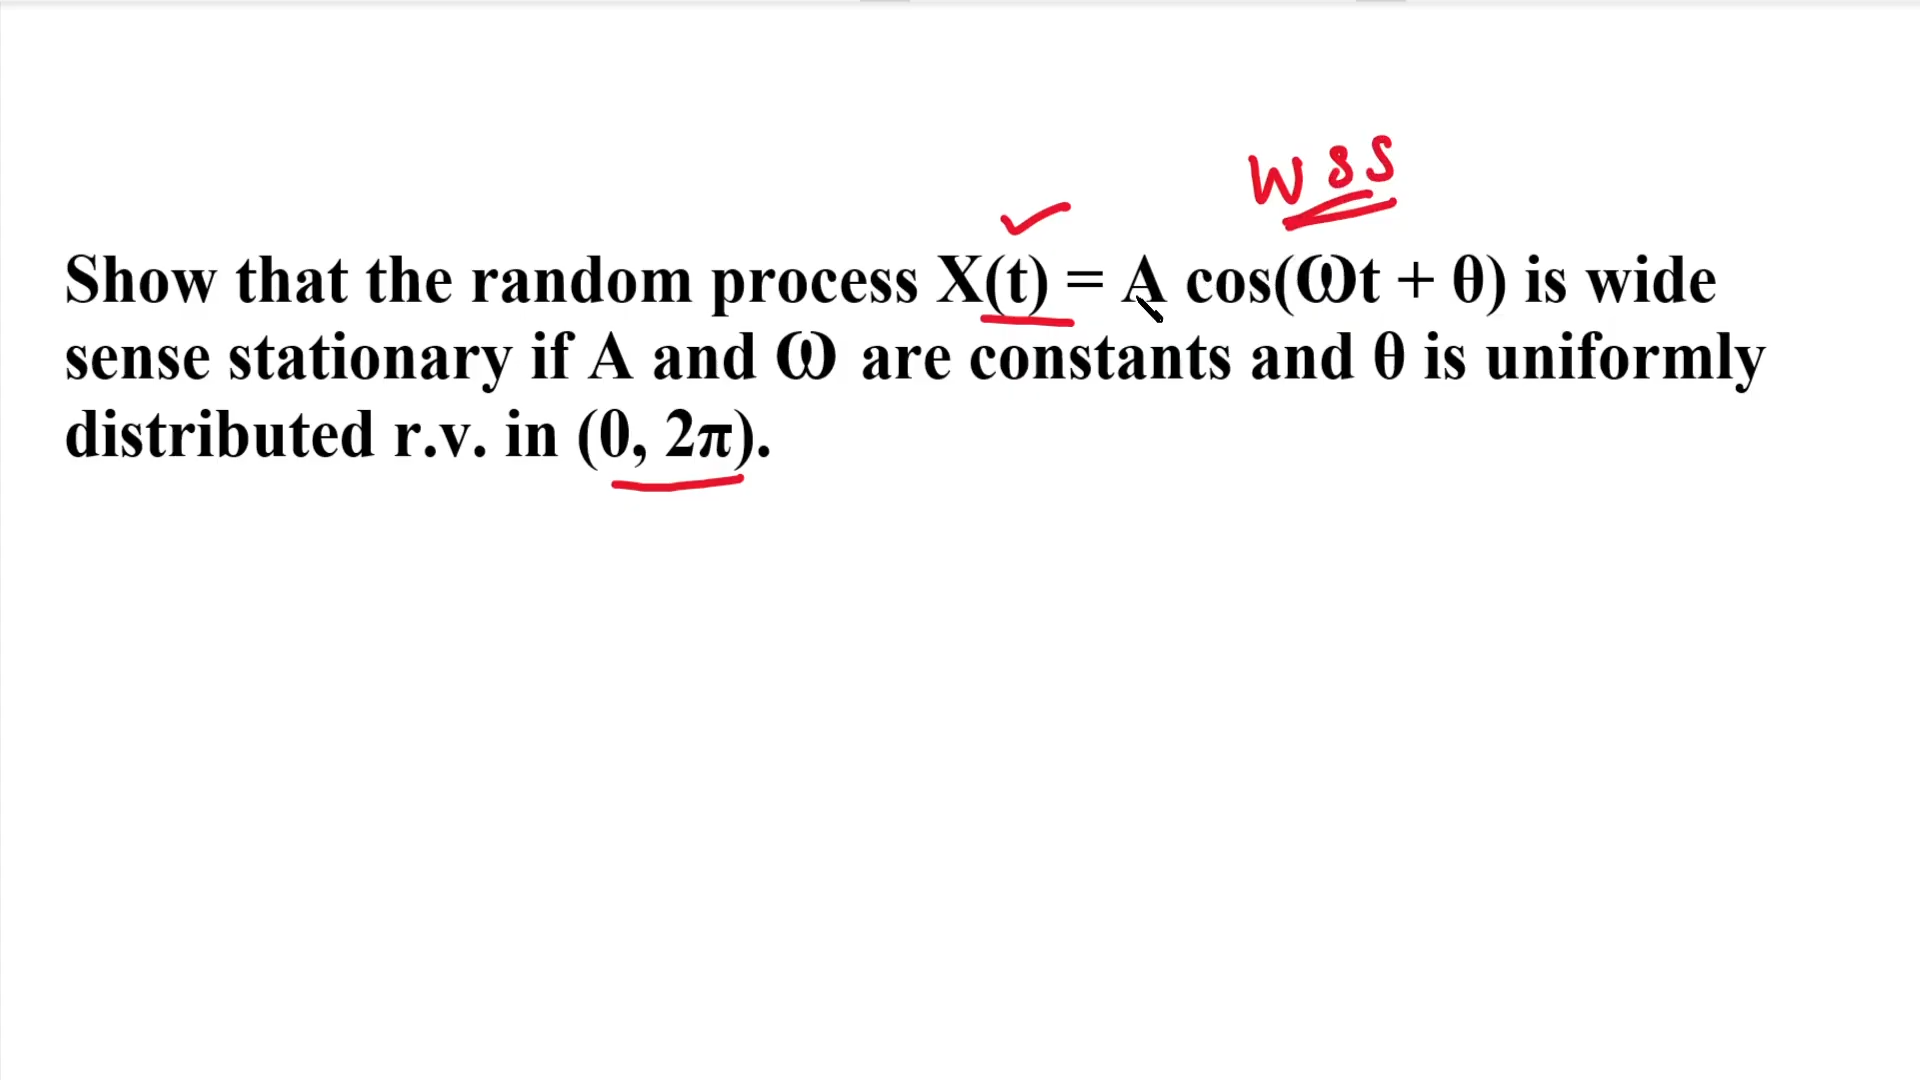 WSS
Show that the random process X(t) = A cos(ωt + θ) is wide
sense stationary if A and ω are constants and θ is uniformly
distributed r.v. in (0, 2π).